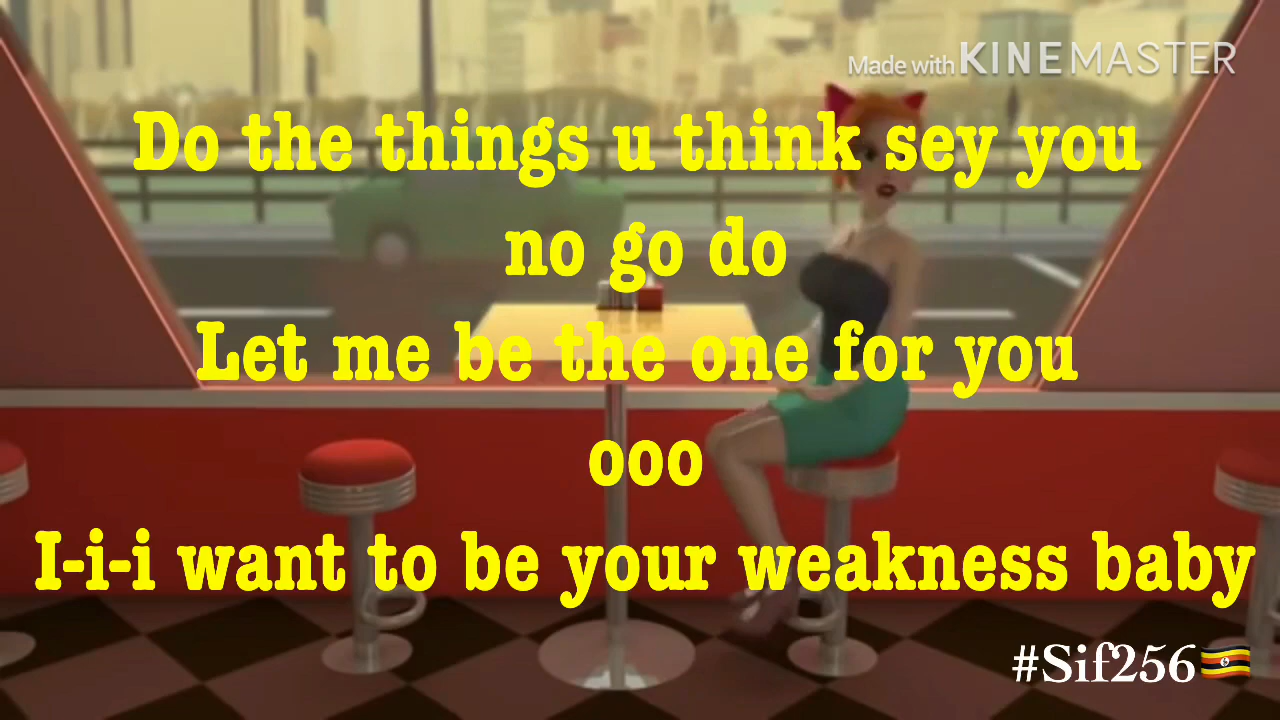 Made with KINEMASTER
Do the things u think sey you
no go do
Let me be the one for you
ooo
I-i-i want to be your weakness baby
#Sif256🇺🇬